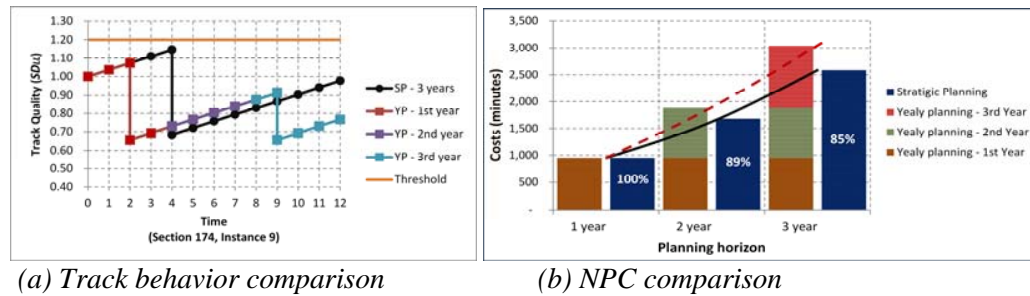 1.20
1.10
1.00
0.90
0.80
0.70
0.60
0.50
0.40
Track Quality (SDLL)
0 1 2 3 4 5 6 7 8 9 10 11 12
Time
(Section 174, Instance 9)
SP - 3 years
YP - 1st year
YP - 2nd year
YP - 3rd year
Threshold
(a) Track behavior comparison
3,500
3,000
2,500
2,000
1,500
1,000
500
-
Costs (minutes)
100%
89%
85%
1 year 2 year 3 year
Planning horizon
Stratigic Planning
Yealy planning - 3rd Year
Yealy planning - 2nd Year
Yealy planning - 1st Year
(b) NPC comparison